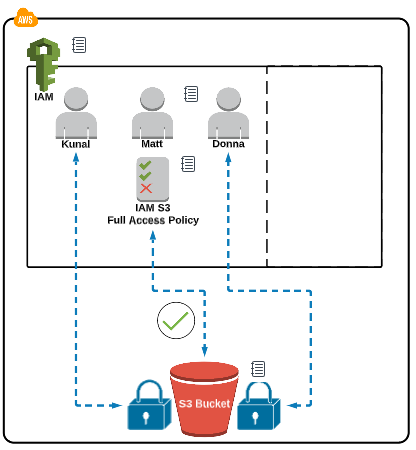 AWS
IAM
Kunal
Matt
Donna
IAM S3
Full Access Policy
S3 Bucket